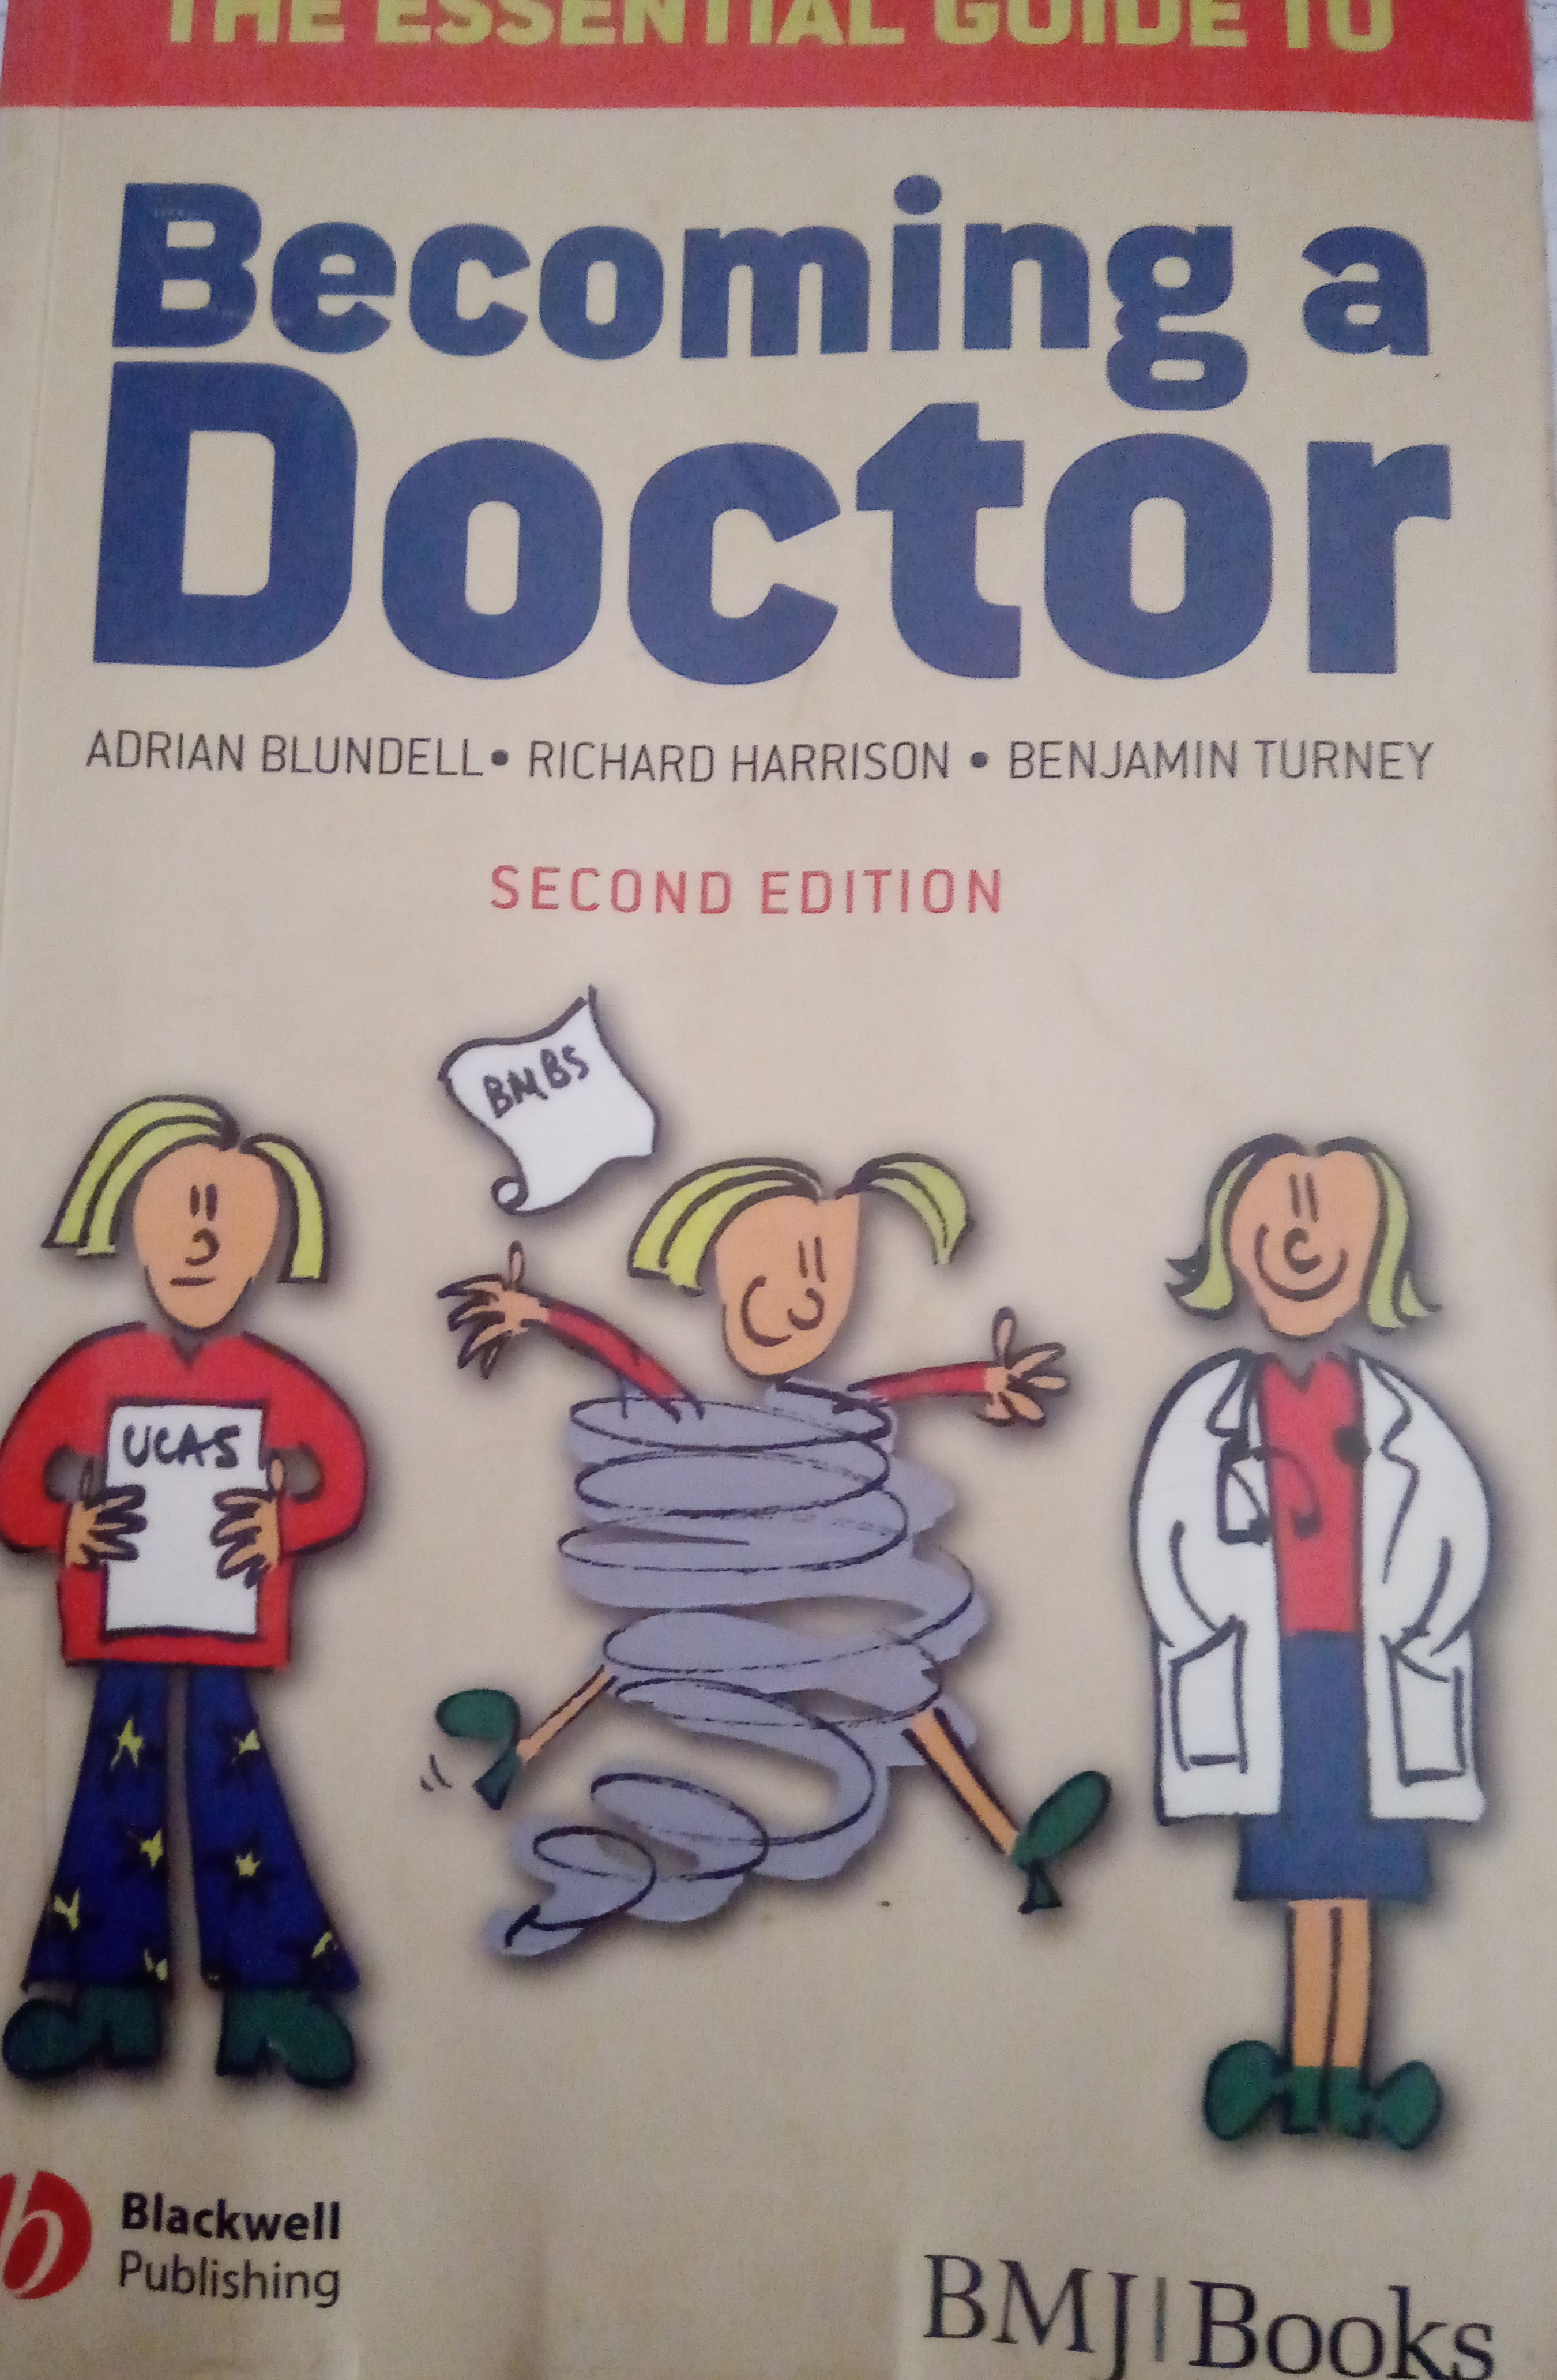 THE ESSENTIAL GUIDE TO
Becoming a
Doctor
ADRIAN BLUNDELL • RICHARD HARRISON • BENJAMIN TURNEY
SECOND EDITION
BMBS
UCAS
b
Blackwell
Publishing
BMJ|Books